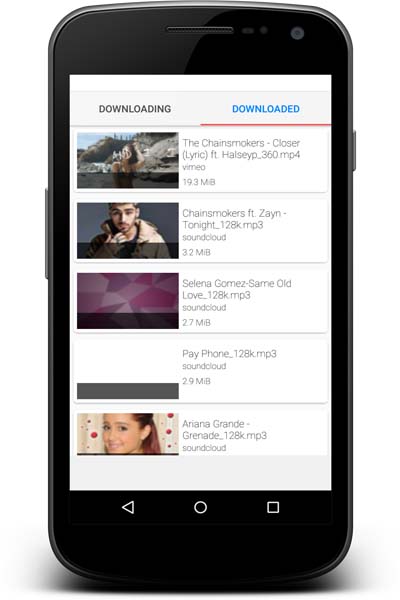 DOWNLOADING
DOWNLOADED
The Chainsmokers - Closer
(Lyric) ft. Halseyp_360.mp4
vimeo
19.3 MiB
Chainsmokers ft. Zayn -
Tonight_128k.mp3
soundcloud
3.2 MiB
Selena Gomez-Same Old
Love_128k.mp3
soundcloud
2.7 MiB
Pay Phone_128k.mp3
soundcloud
2.9 MiB
Ariana Grande -
Grenade_128k.mp3
soundcloud